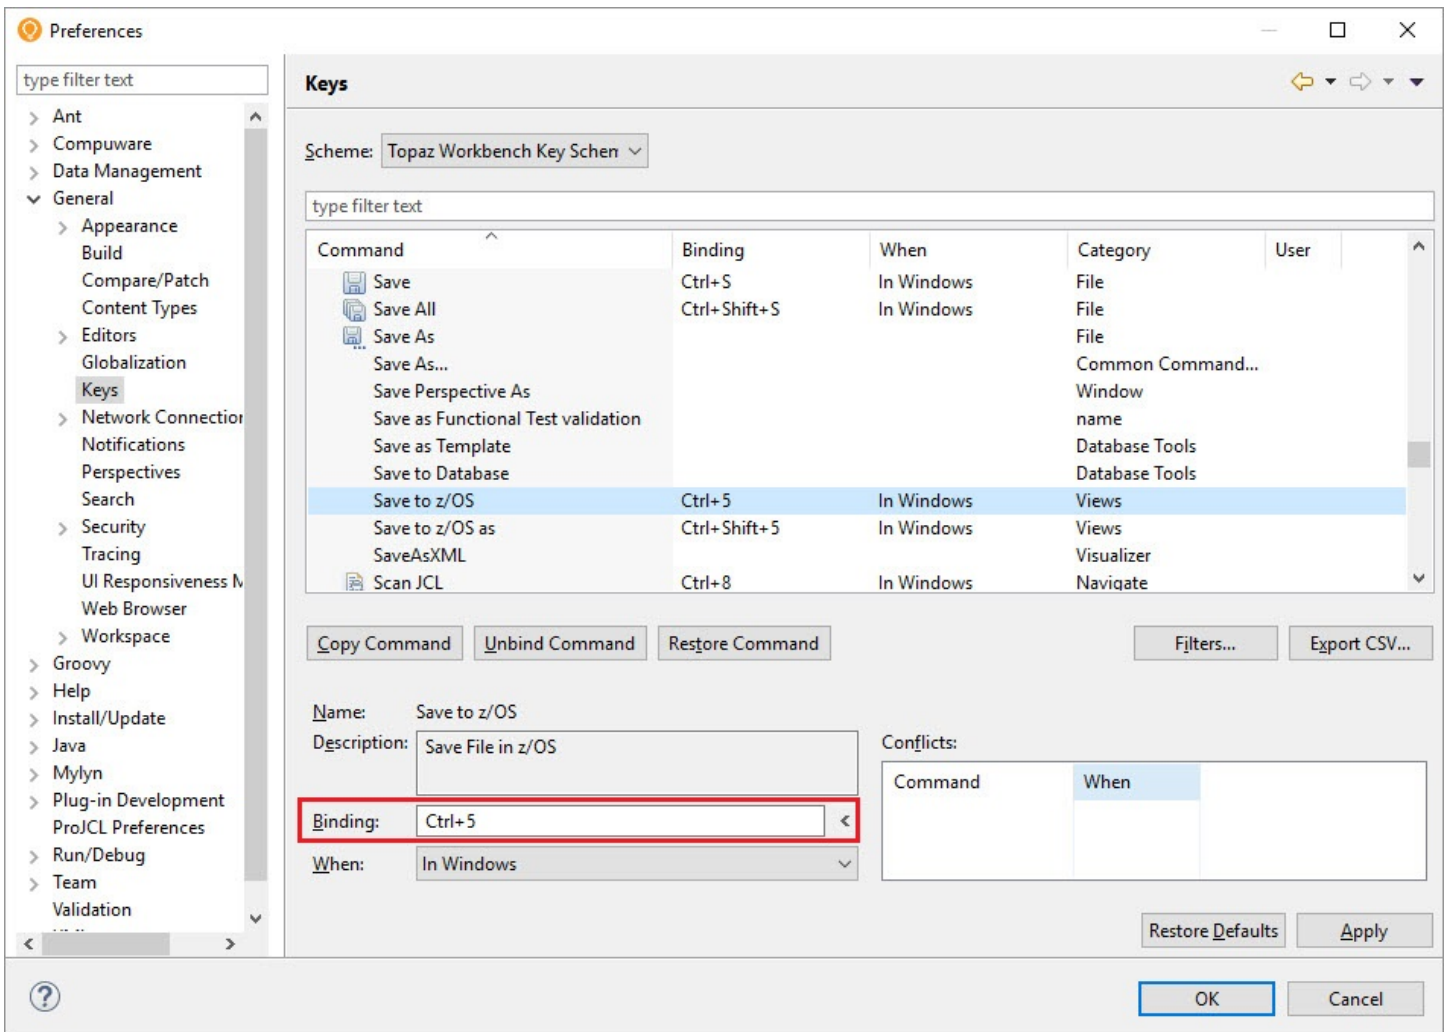 Preferences
type filter text
Ant
Compuware
Data Management
General
Appearance
Build
Compare/Patch
Content Types
Editors
Globalization
Keys
Network Connection
Notifications
Perspectives
Search
Security
Tracing
UI Responsiveness M
Web Browser
Workspace
Groovy
Help
Install/Update
Java
Mylyn
Plug-in Development
ProJCL Preferences
Run/Debug
Team
Validation
Keys
Scheme: Topaz Workbench Key Schem
type filter text
Command Binding When Category User
Save Ctrl+S In Windows File
Save All Ctrl+Shift+S In Windows File
Save As File
Save As... Common Command...
Save Perspective As Window
Save as Functional Test validation name
Save as Template Database Tools
Save to Database Database Tools
Save to z/OS Ctrl+5 In Windows Views
Save to z/OS as Ctrl+Shift+5 In Windows Views
SaveAsXML Visualizer
Scan JCL Ctrl+8 In Windows Navigate
Copy Command Unbind Command Restore Command Filters... Export CSV...
Name: Save to z/OS
Description: Save File in z/OS
Binding: Ctrl+5
When: In Windows
Conflicts:
Command When
Restore Defaults Apply
OK Cancel